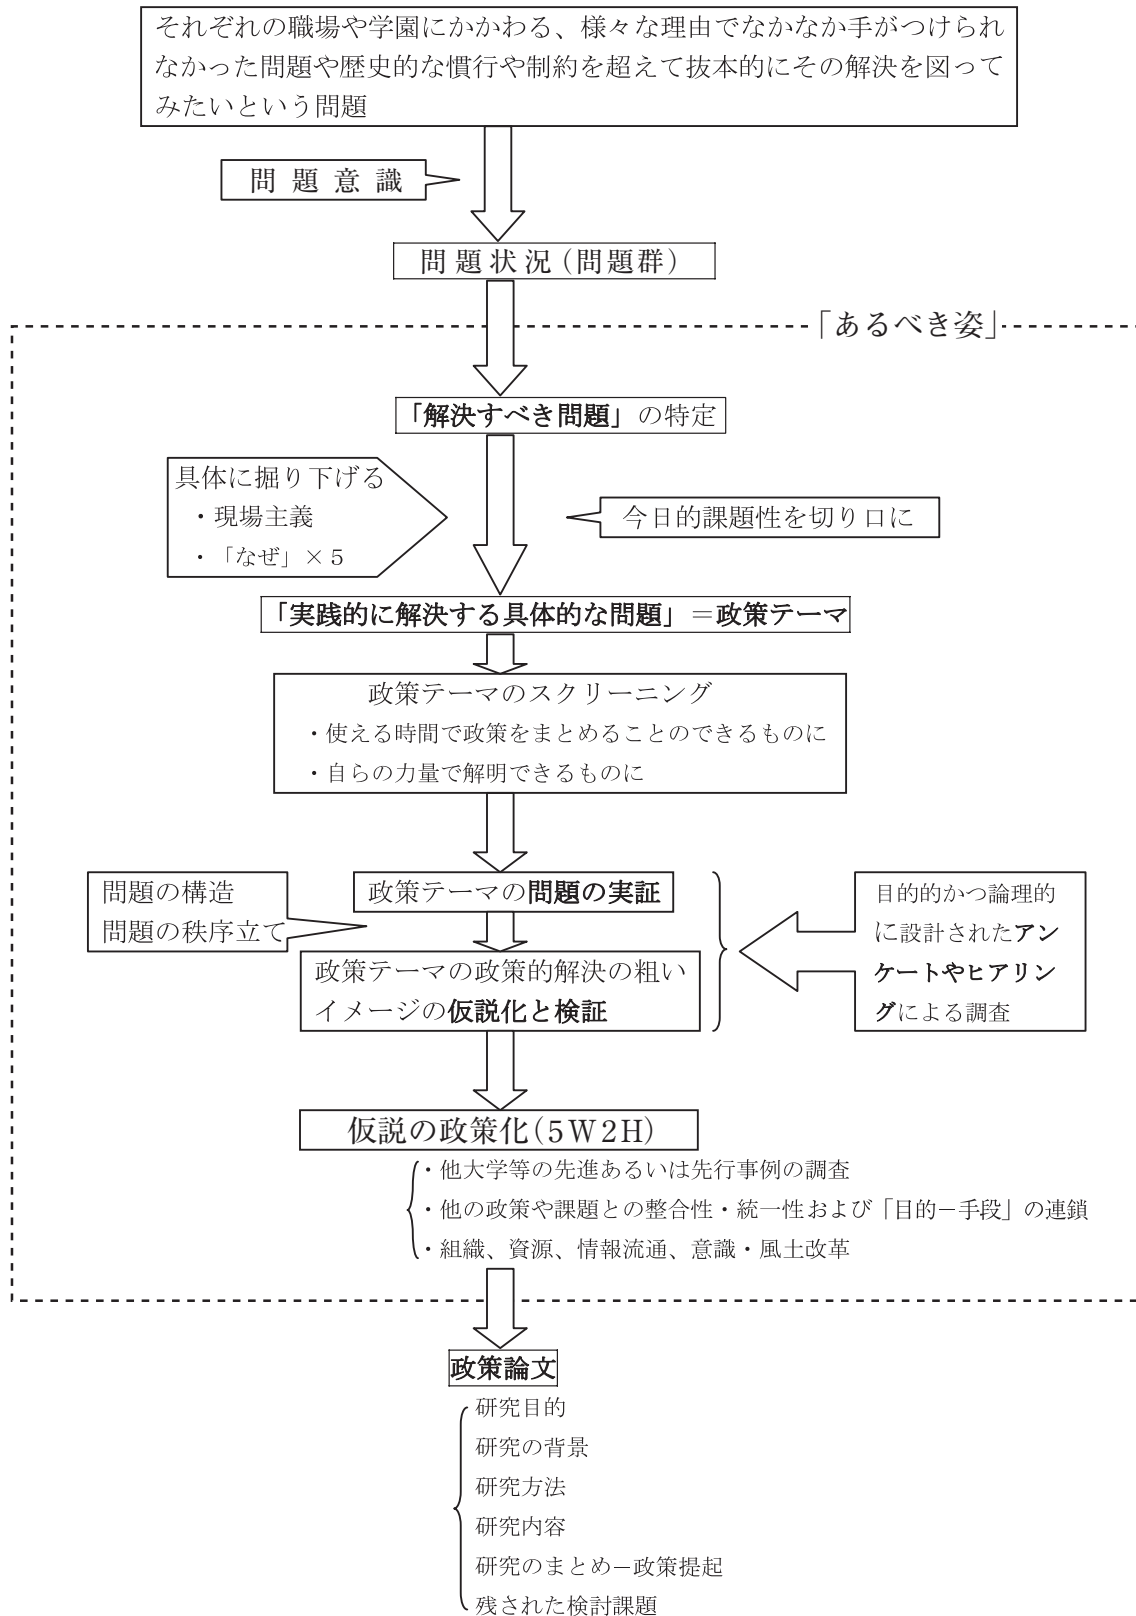 それぞれの職場や学園にかかわる、様々な理由でなかなか手がつけられ
なかった問題や歴史的な慣行や制約を超えて抜本的にその解決を図って
みたいという問題
問題意識
問題状況（問題群）
「あるべき姿」
「解決すべき問題」の特定
具体に掘り下げる
・現場主義
・「なぜ」×５
今日的課題性を切り口に
「実践的に解決する具体的な問題」＝政策テーマ
政策テーマのスクリーニング
・使える時間で政策をまとめることのできるものに
・自らの力量で解明できるものに
問題の構造
問題の秩序立て
政策テーマの問題の実証
政策テーマの政策的解決の粗い
イメージの仮説化と検証
目的的かつ論理的
に設計されたアン
ケートやヒアリン
グによる調査
仮説の政策化（５Ｗ２Ｈ）
・他大学等の先進あるいは先行事例の調査
・他の政策や課題との整合性・統一性および「目的－手段」の連鎖
・組織、資源、情報流通、意識・風土改革
政策論文
研究目的
研究の背景
研究方法
研究内容
研究のまとめ－政策提起
残された検討課題